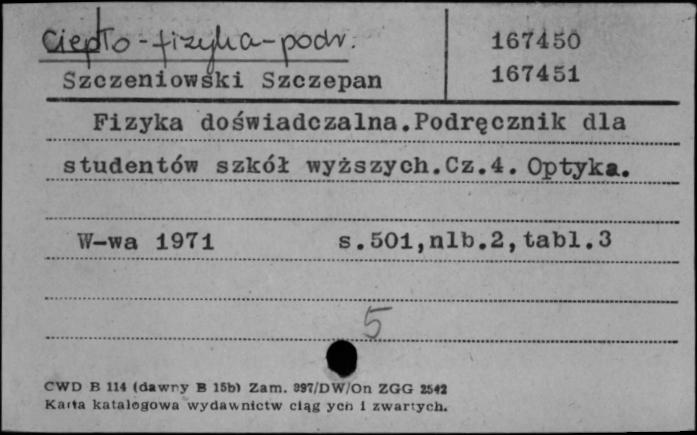 Ciepło-fizyka-podr.
167450
Szczeniowski Szczepan
167451
Fizyka doświadczalna.Podręcznik dla
studentów szkół wyższych.Cz.4. Optyka.
W-wa 1971 s.501,nlb.2,tabl.3
5
CWD B 114 (dawny B 15b) Zam. 397/DW/On ZGG 2542
Karta katalogowa wydawnictw ciąg ych i zwartych.